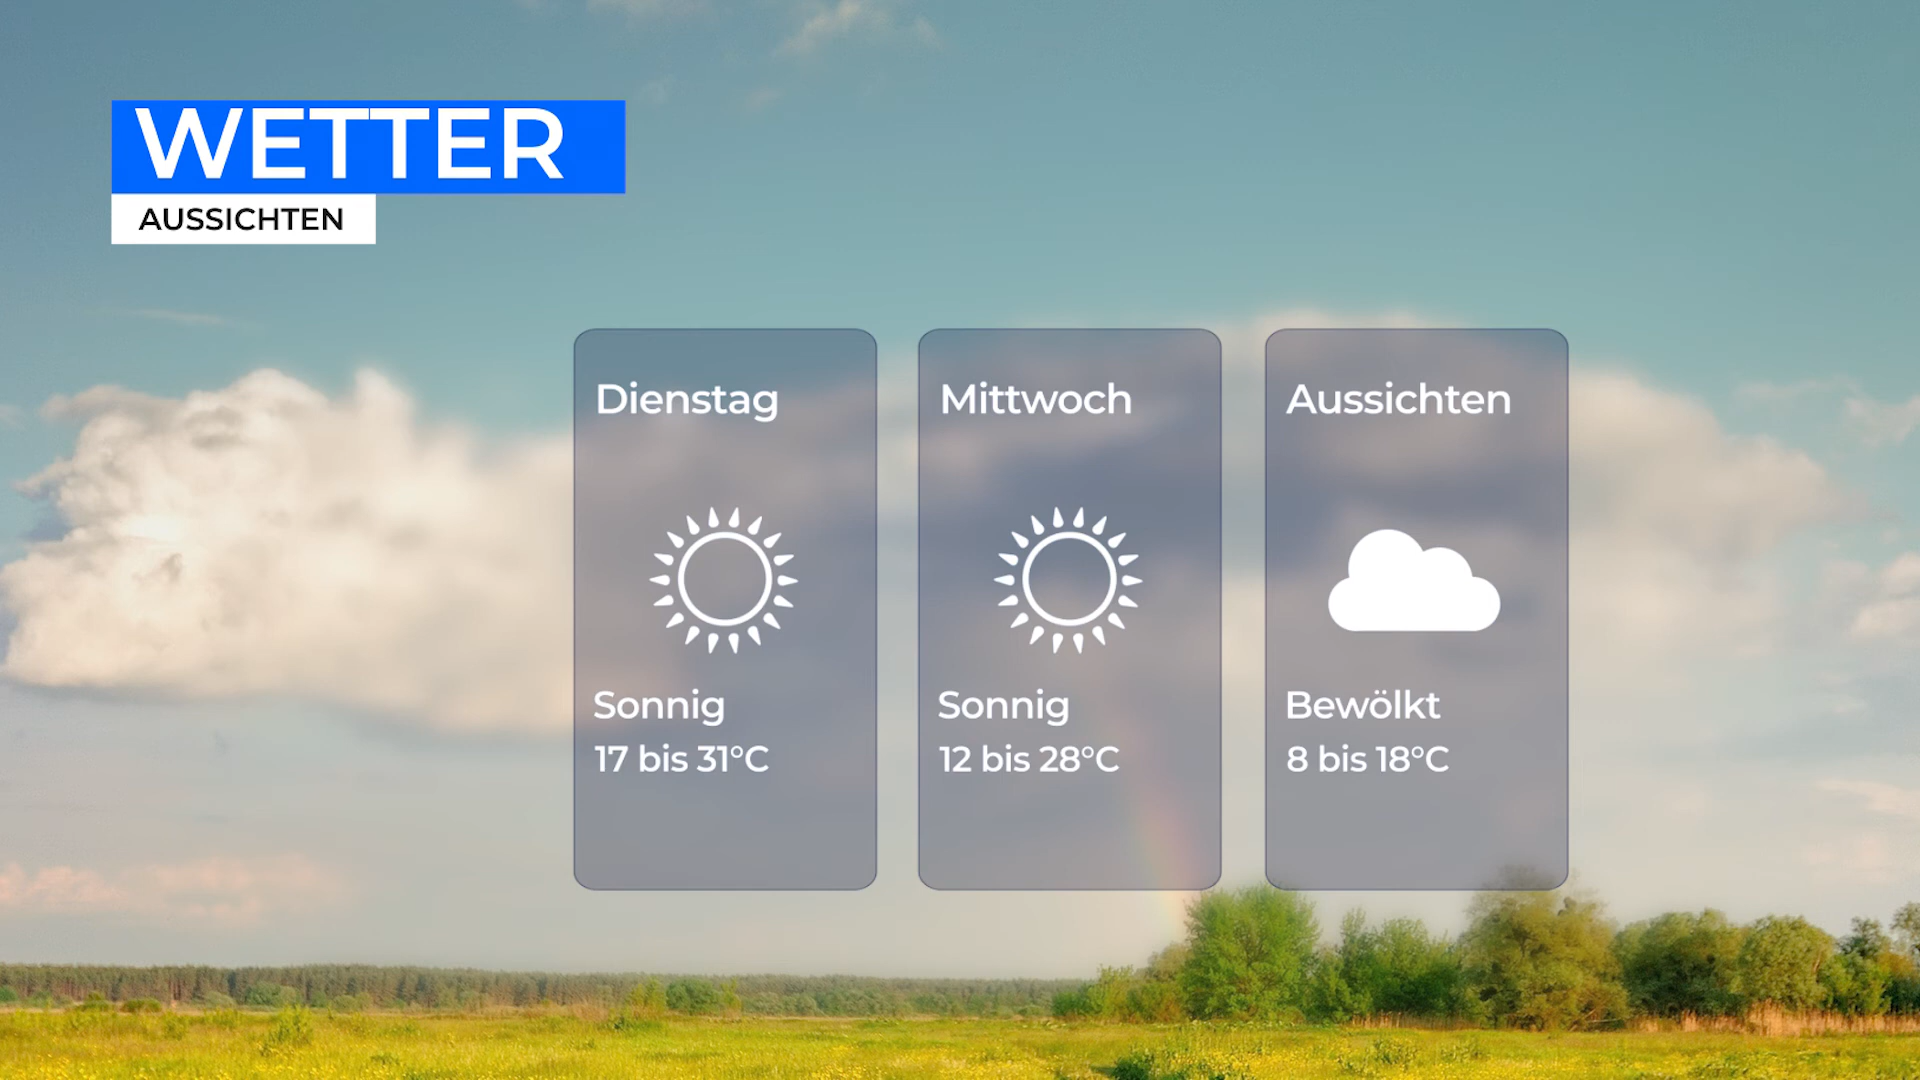 WETTER
AUSSICHTEN
Dienstag
Sonnig
17 bis 31°C
Mittwoch
Sonnig
12 bis 28°C
Aussichten
Bewölkt
8 bis 18°C